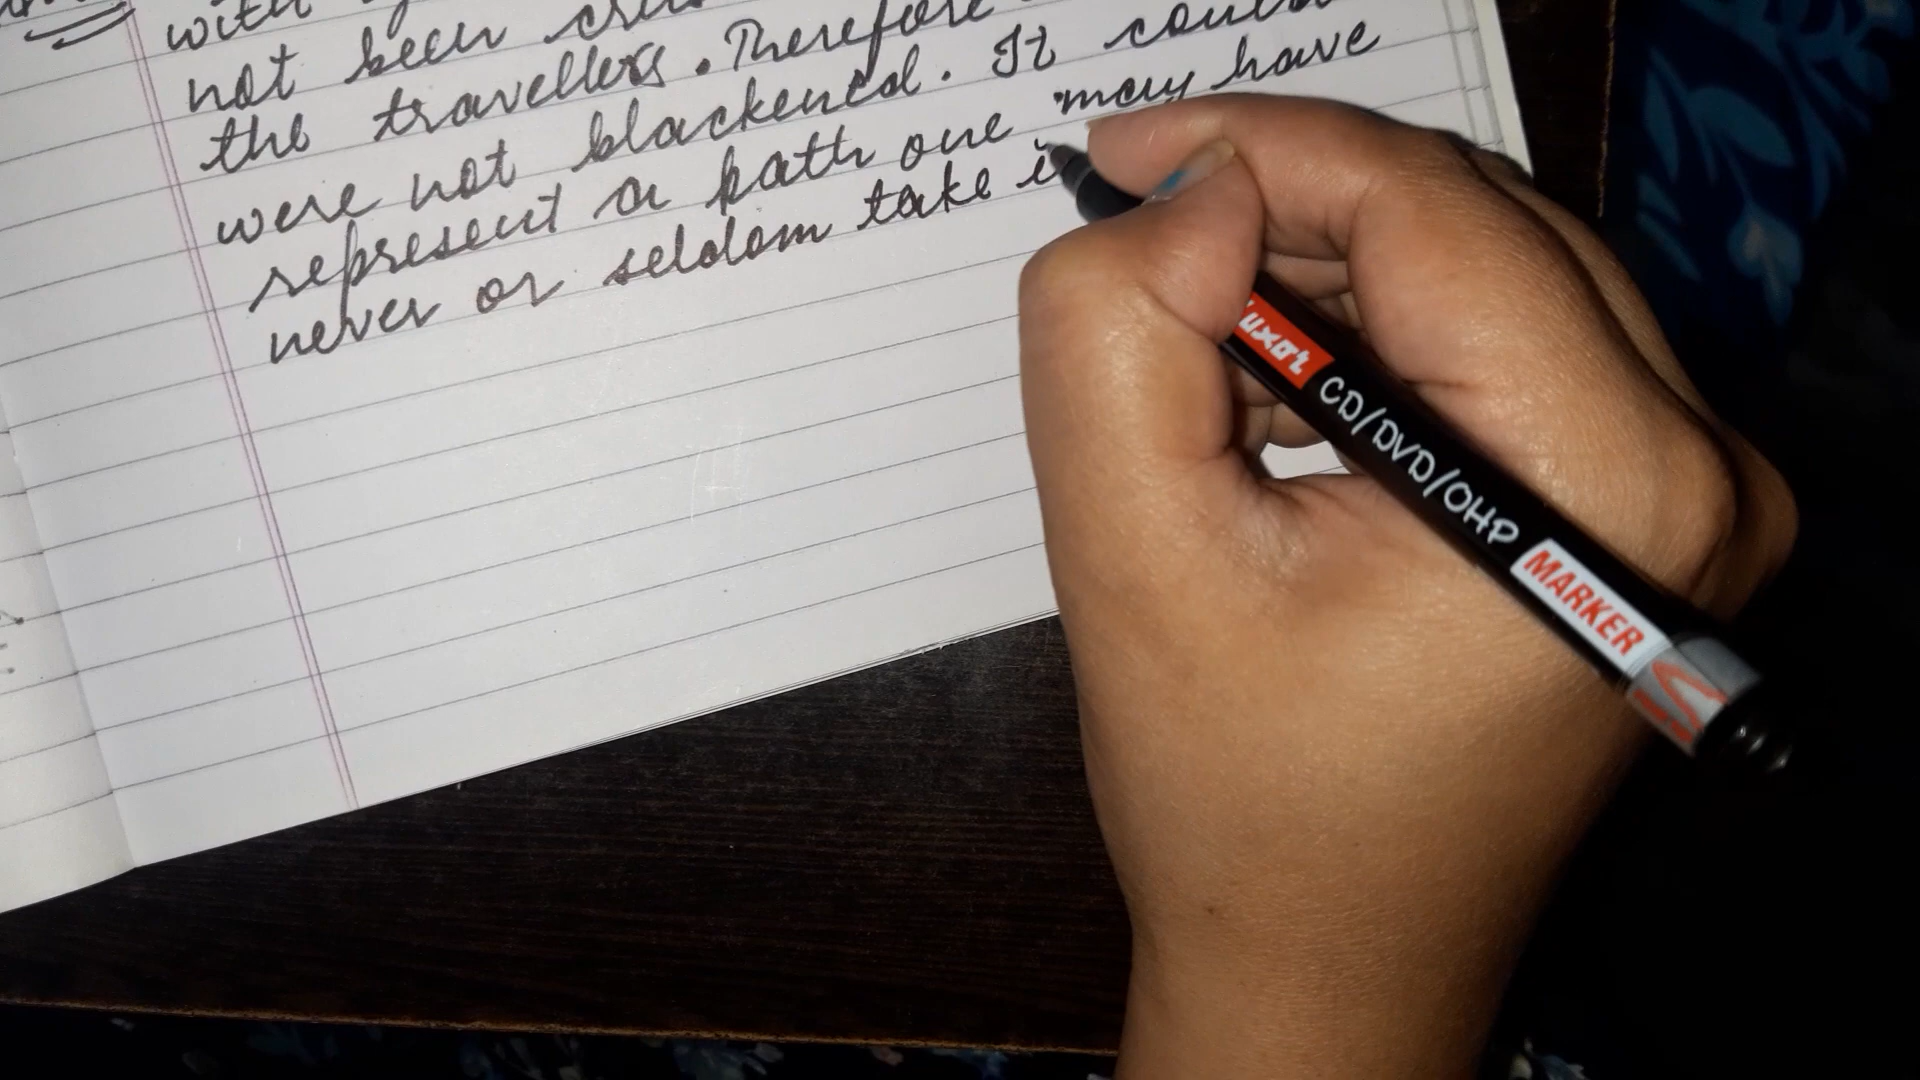 with
not been
the travellers. Therefore
were not blackened. It could
represent a path one may have
never or seldom take i
Luxor CD/DVD/OHP MARKER